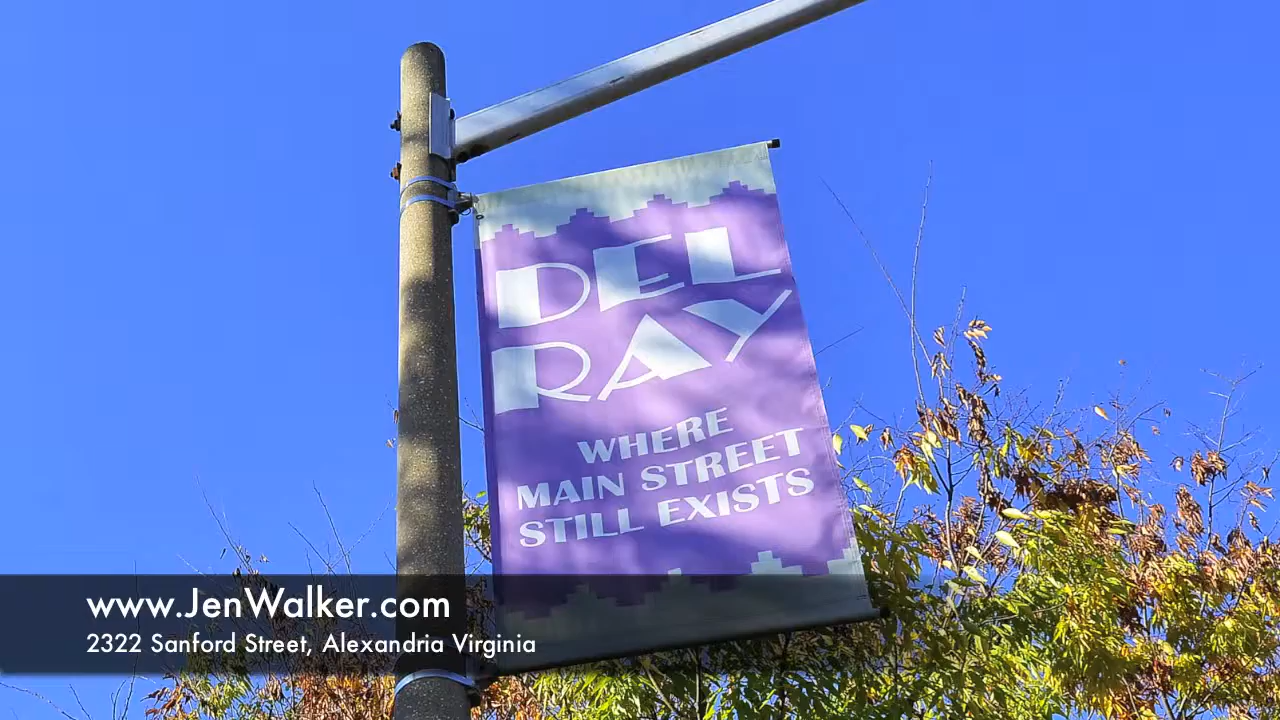 DEL
RAY
WHERE
MAIN STREET
STILL EXISTS
www.JenWalker.com
2322 Sanford Street, Alexandria Virginia